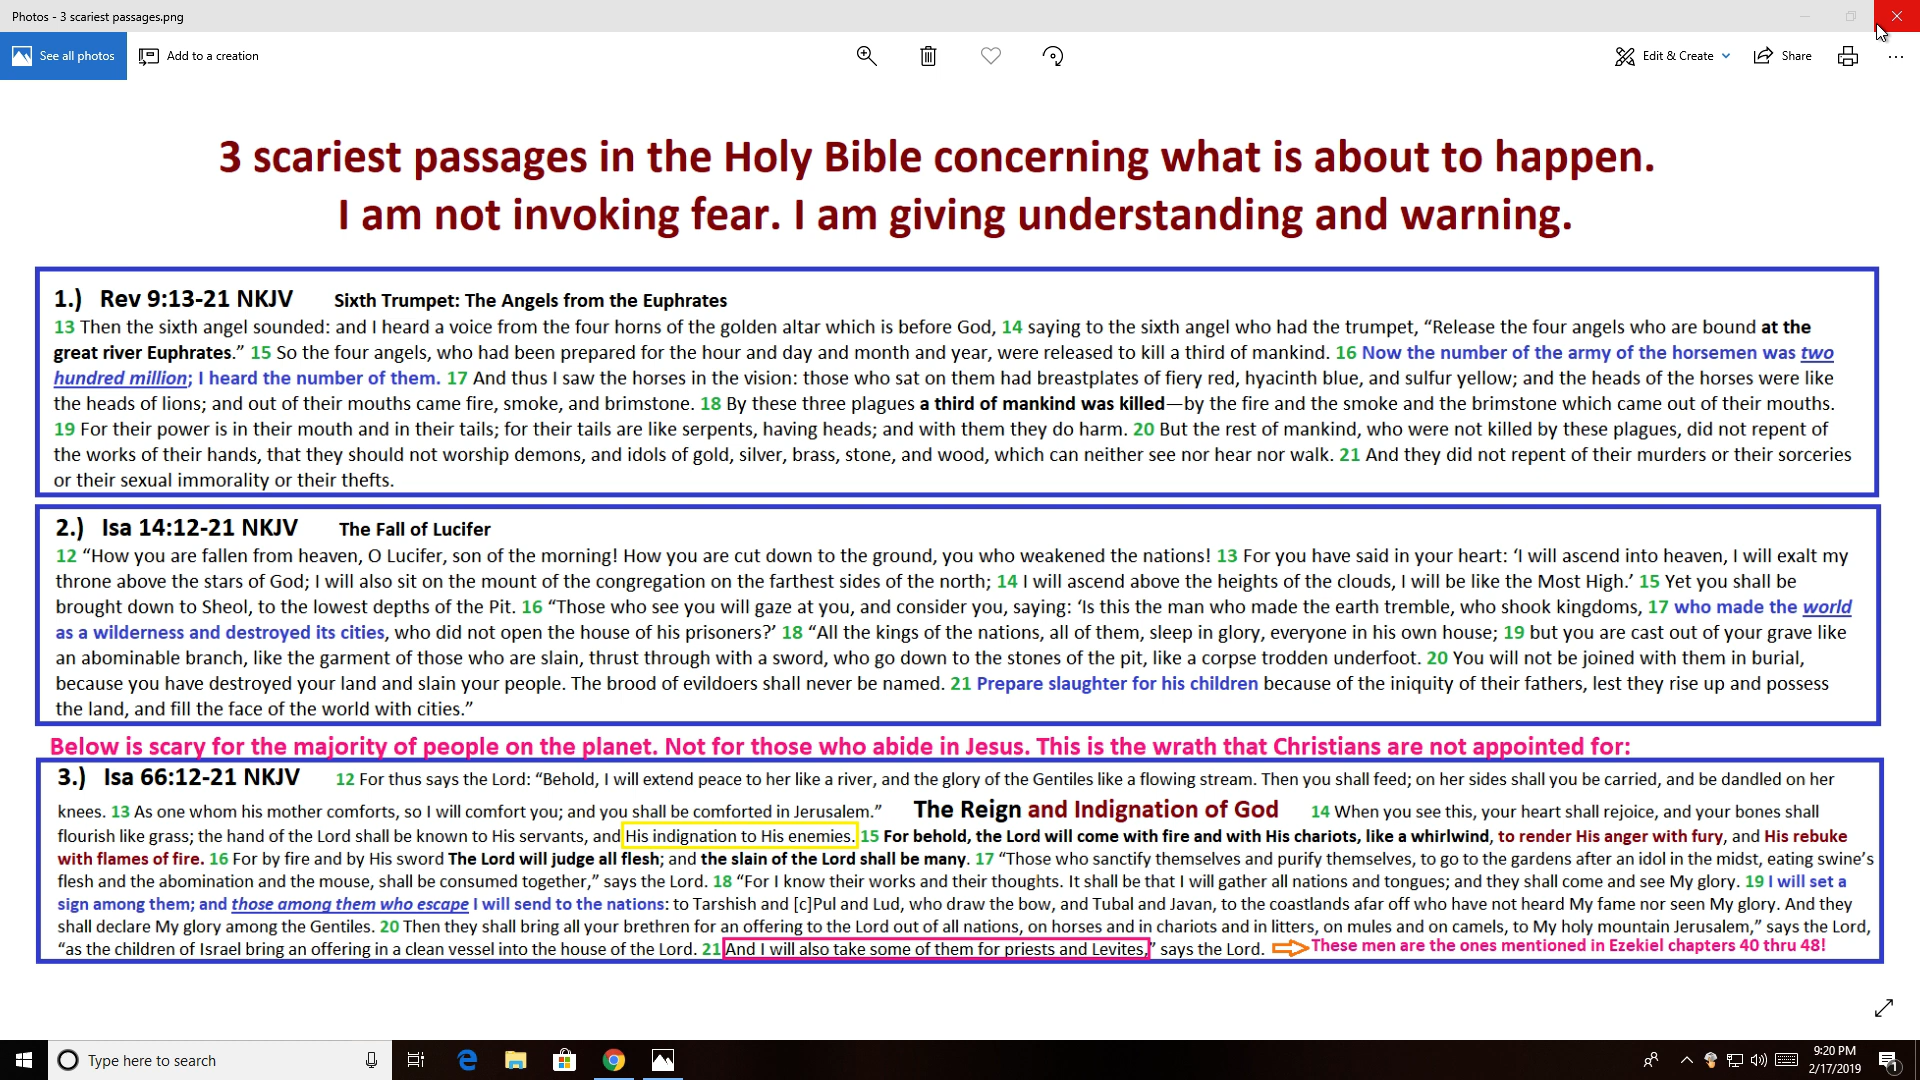 Photos - 3 scariest passages.png
See all photos
Add to a creation
Edit & Create
Share
3 scariest passages in the Holy Bible concerning what is about to happen.
I am not invoking fear. I am giving understanding and warning.
1.) Rev 9:13-21 NKJV Sixth Trumpet: The Angels from the Euphrates
13 Then the sixth angel sounded: and I heard a voice from the four horns of the golden altar which is before God, 14 saying to the sixth angel who had the trumpet, “Release the four angels who are bound at the
great river Euphrates.” 15 So the four angels, who had been prepared for the hour and day and month and year, were released to kill a third of mankind. 16 Now the number of the army of the horsemen was two
hundred million; I heard the number of them. 17 And thus I saw the horses in the vision: those who sat on them had breastplates of fiery red, hyacinth blue, and sulfur yellow; and the heads of the horses were like
the heads of lions; and out of their mouths came fire, smoke, and brimstone. 18 By these three plagues a third of mankind was killed—by the fire and the smoke and the brimstone which came out of their mouths.
19 For their power is in their mouth and in their tails; for their tails are like serpents, having heads; and with them they do harm. 20 But the rest of mankind, who were not killed by these plagues, did not repent of
the works of their hands, that they should not worship demons, and idols of gold, silver, brass, stone, and wood, which can neither see nor hear nor walk. 21 And they did not repent of their murders or their sorceries
or their sexual immorality or their thefts.
2.) Isa 14:12-21 NKJV The Fall of Lucifer
12 “How you are fallen from heaven, O Lucifer, son of the morning! How you are cut down to the ground, you who weakened the nations! 13 For you have said in your heart: ‘I will ascend into heaven, I will exalt my
throne above the stars of God; I will also sit on the mount of the congregation on the farthest sides of the north; 14 I will ascend above the heights of the clouds, I will be like the Most High.’ 15 Yet you shall be
brought down to Sheol, to the lowest depths of the Pit. 16 “Those who see you will gaze at you, and consider you, saying: ‘Is this the man who made the earth tremble, who shook kingdoms, 17 who made the world
as a wilderness and destroyed its cities, who did not open the house of his prisoners?’ 18 “All the kings of the nations, all of them, sleep in glory, everyone in his own house; 19 but you are cast out of your grave like
an abominable branch, like the garment of those who are slain, thrust through with a sword, who go down to the stones of the pit, like a corpse trodden underfoot. 20 You will not be joined with them in burial,
because you have destroyed your land and slain your people. The brood of evildoers shall never be named. 21 Prepare slaughter for his children because of the iniquity of their fathers, lest they rise up and possess
the land, and fill the face of the world with cities.”
Below is scary for the majority of people on the planet. Not for those who abide in Jesus. This is the wrath that Christians are not appointed for:
3.) Isa 66:12-21 NKJV 12 For thus says the Lord: “Behold, I will extend peace to her like a river, and the glory of the Gentiles like a flowing stream. Then you shall feed; on her sides shall you be carried, and be dandled on her
knees. 13 As one whom his mother comforts, so I will comfort you; and you shall be comforted in Jerusalem.” The Reign and Indignation of God 14 When you see this, your heart shall rejoice, and your bones shall
flourish like grass; the hand of the Lord shall be known to His servants, and His indignation to His enemies. 15 For behold, the Lord will come with fire and with His chariots, like a whirlwind, to render His anger with fury, and His rebuke
with flames of fire. 16 For by fire and by His sword The Lord will judge all flesh; and the slain of the Lord shall be many. 17 “Those who sanctify themselves and purify themselves, to go to the gardens after an idol in the midst, eating swine’s
flesh and the abomination and the mouse, shall be consumed together,” says the Lord. 18 “For I know their works and their thoughts. It shall be that I will gather all nations and tongues; and they shall come and see My glory. 19 I will set a
sign among them; and those among them who escape I will send to the nations: to Tarshish and [c]Pul and Lud, who draw the bow, and Tubal and Javan, to the coastlands afar off who have not heard My fame nor seen My glory. And they
shall declare My glory among the Gentiles. 20 Then they shall bring all your brethren for an offering to the Lord out of all nations, on horses and in chariots and in litters, on mules and on camels, to My holy mountain Jerusalem,” says the Lord,
“as the children of Israel bring an offering in a clean vessel into the house of the Lord. 21 And I will also take some of them for priests and Levites,” says the Lord. These men are the ones mentioned in Ezekiel chapters 40 thru 48!
Type here to search
9:20 PM
2/17/2019
1